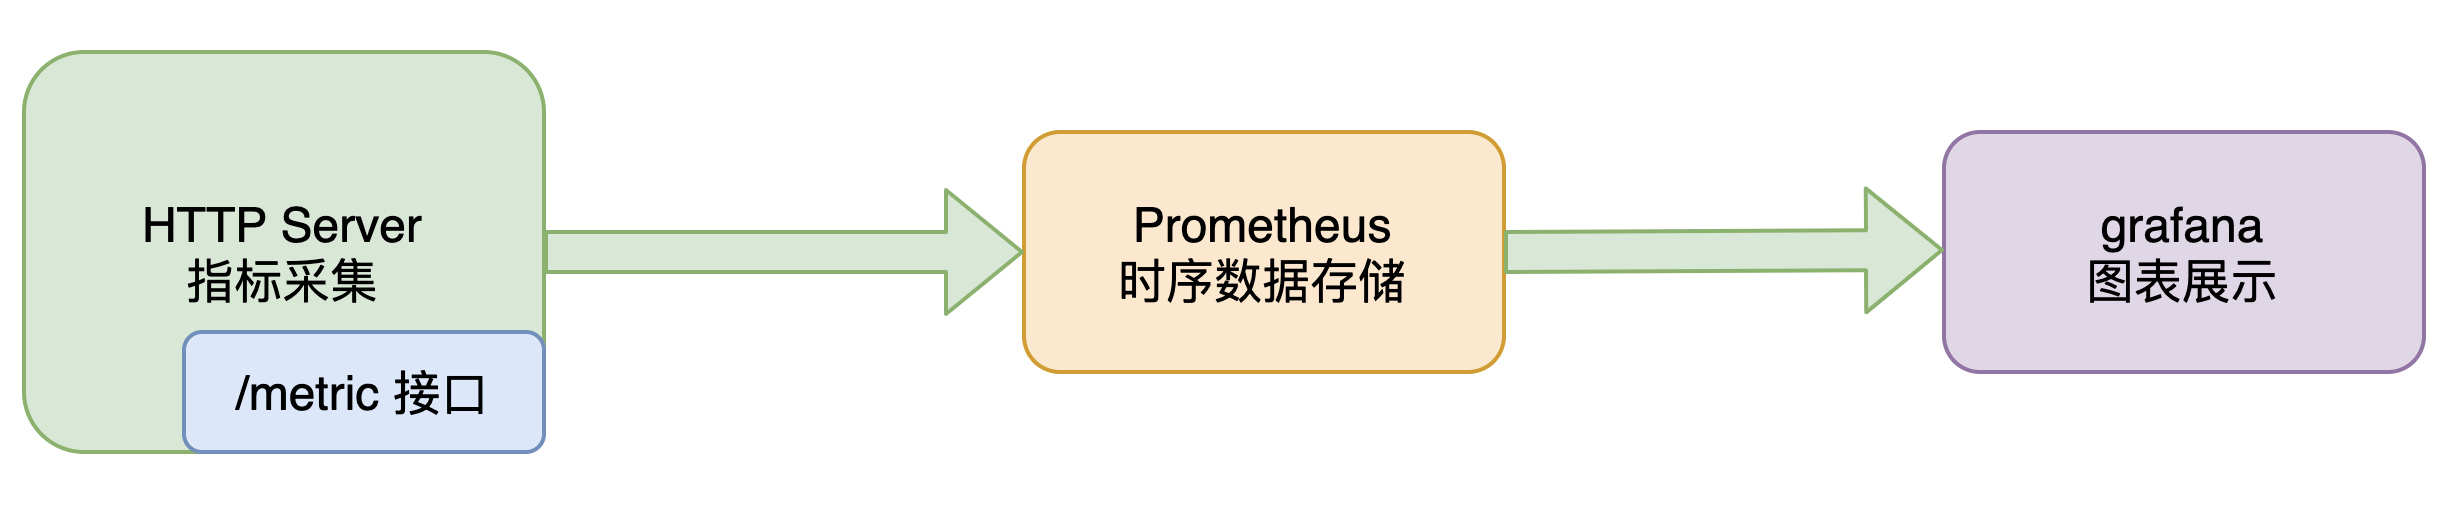 HTTP Server
指标采集
/metric 接口
Prometheus
时序数据存储
grafana
图表展示